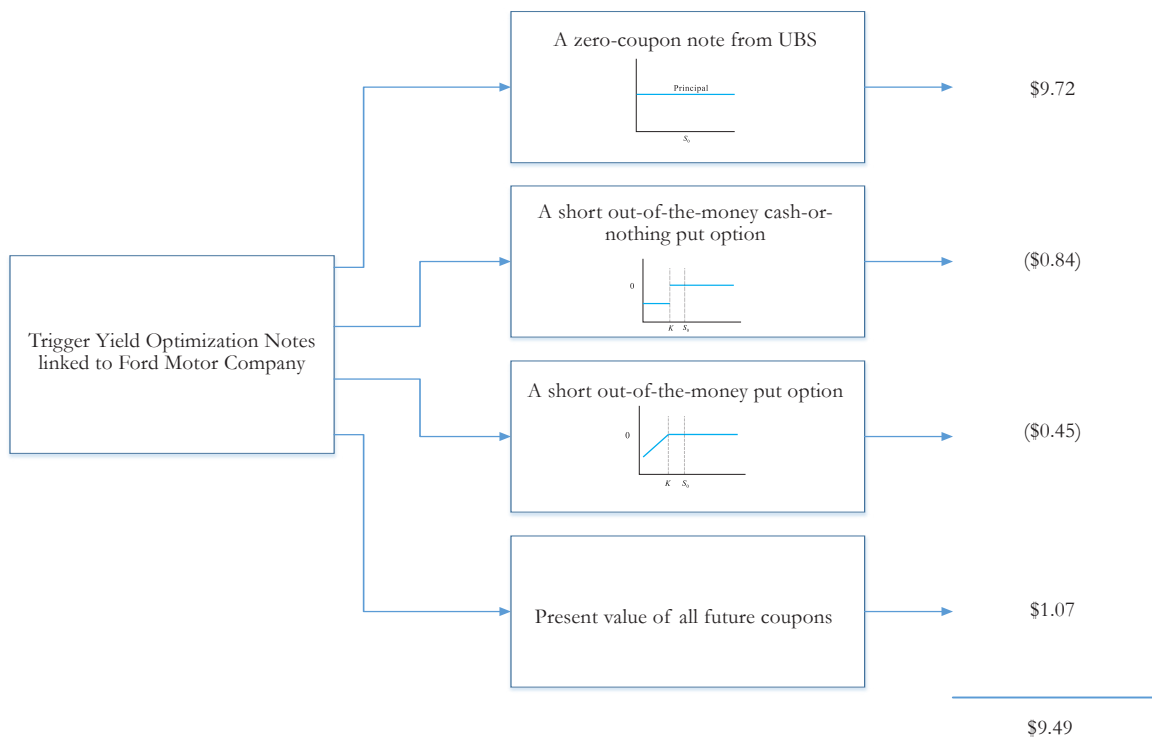 A zero-coupon note from UBS
Principal
S₀
$9.72
A short out-of-the-money cash-or-
nothing put option
0
K S₀
($0.84)
Trigger Yield Optimization Notes
linked to Ford Motor Company
A short out-of-the-money put option
0
K S₀
($0.45)
Present value of all future coupons
$1.07
$9.49